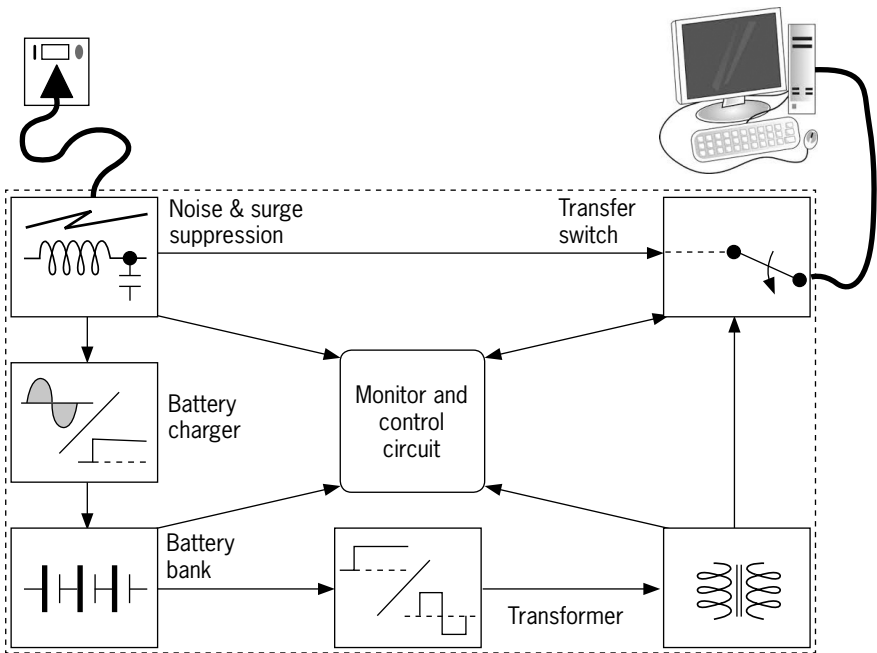 Noise & surge
suppression
Transfer
switch
Battery
charger
Monitor and
control
circuit
Battery
bank
Transformer